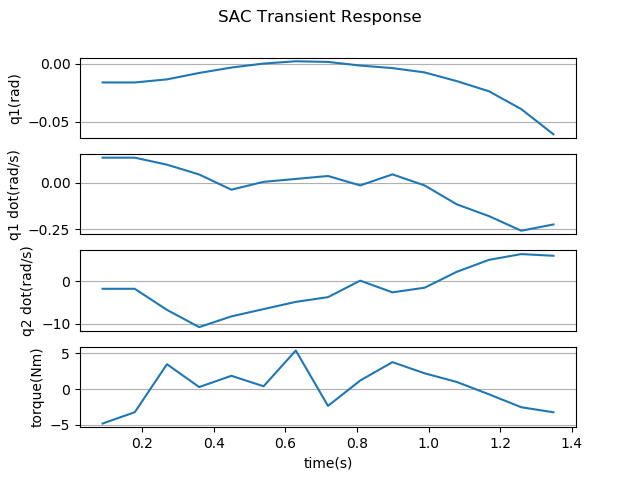 SAC Transient Response
q1(rad)
0.00
−0.05
q1 dot(rad/s)
0.00
−0.25
q2 dot(rad/s)
0
−10
torque(Nm)
5
0
−5
0.2 0.4 0.6 0.8 1.0 1.2 1.4
time(s)